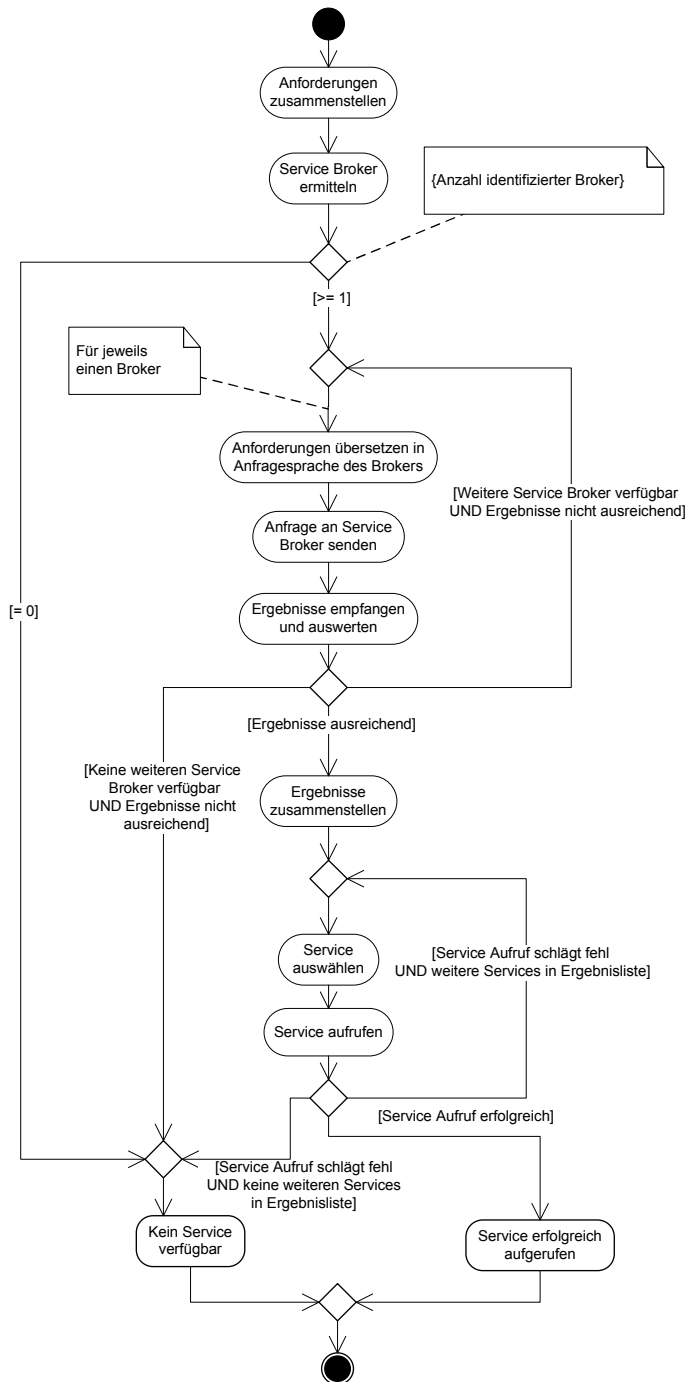 Anforderungen
zusammenstellen
Service Broker
ermitteln
{Anzahl identifizierter Broker}
[>= 1]
Für jeweils
einen Broker
Anforderungen übersetzen in
Anfragesprache des Brokers
[Weitere Service Broker verfügbar
UND Ergebnisse nicht ausreichend]
Anfrage an Service
Broker senden
[= 0]
Ergebnisse empfangen
und auswerten
[Ergebnisse ausreichend]
[Keine weiteren Service
Broker verfügbar
UND Ergebnisse nicht
ausreichend]
Ergebnisse
zusammenstellen
Service
auswählen
[Service Aufruf schlägt fehl
UND weitere Services in Ergebnisliste]
Service aufrufen
[Service Aufruf erfolgreich]
[Service Aufruf schlägt fehl
UND keine weiteren Services
in Ergebnisliste]
Kein Service
verfügbar
Service erfolgreich
aufgerufen